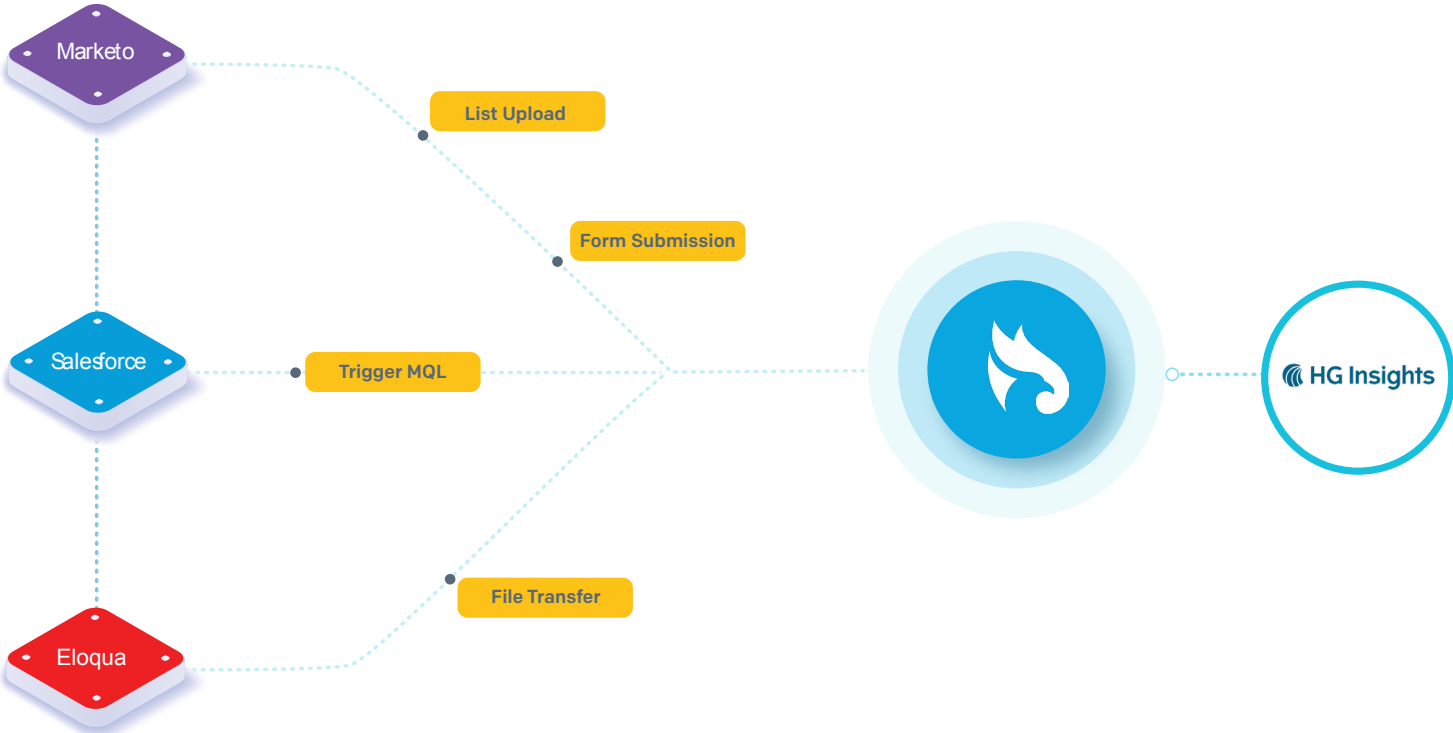 Marketo
List Upload
Form Submission
Salesforce
Trigger MQL
HG Insights
File Transfer
Eloqua